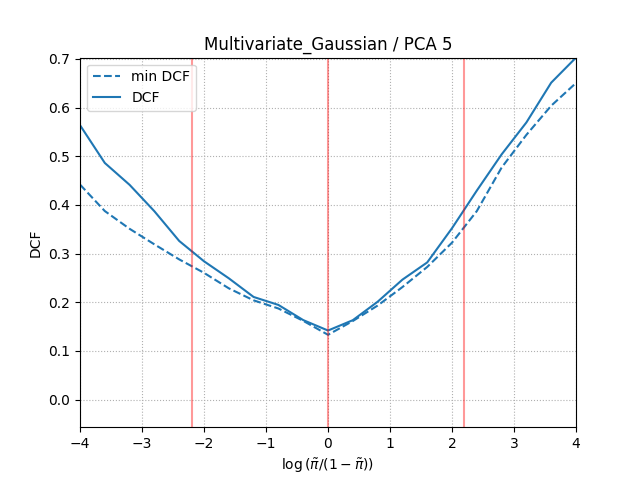 Multivariate_Gaussian / PCA 5
min DCF
DCF
0.7
0.6
0.5
0.4
0.3
0.2
0.1
0.0
DCF
−4 −3 −2 −1 0 1 2 3 4
log (π̃/(1 − π̃))